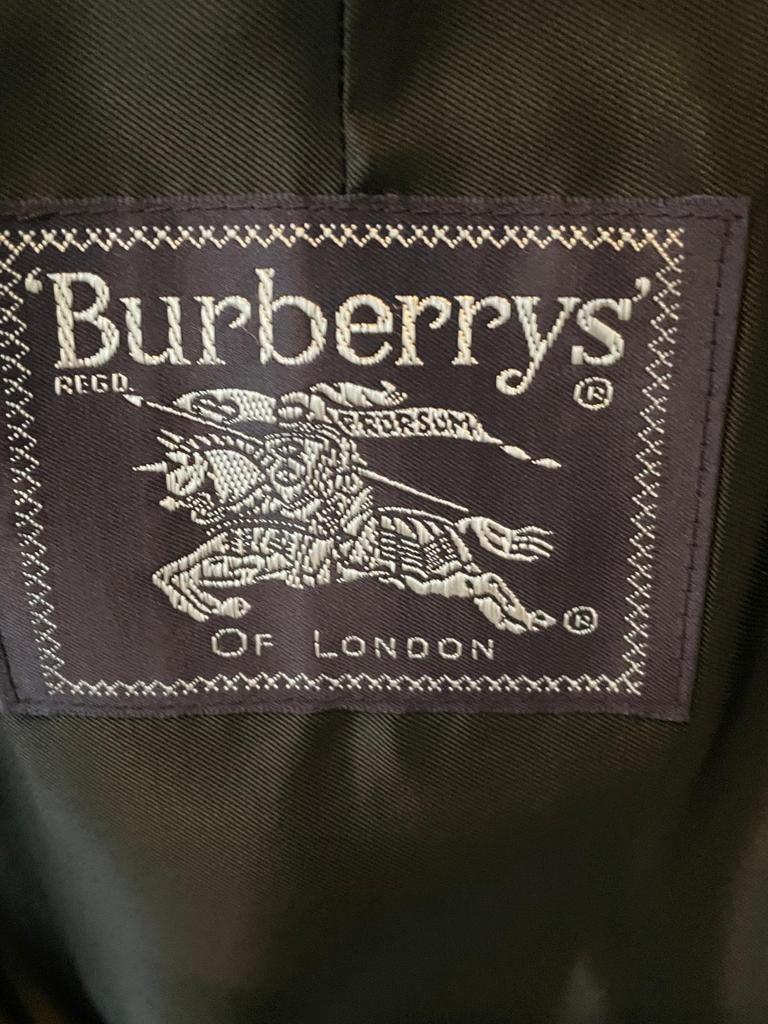 'Burberrys'
REGD. ®
PRORSUM
®
OF LONDON